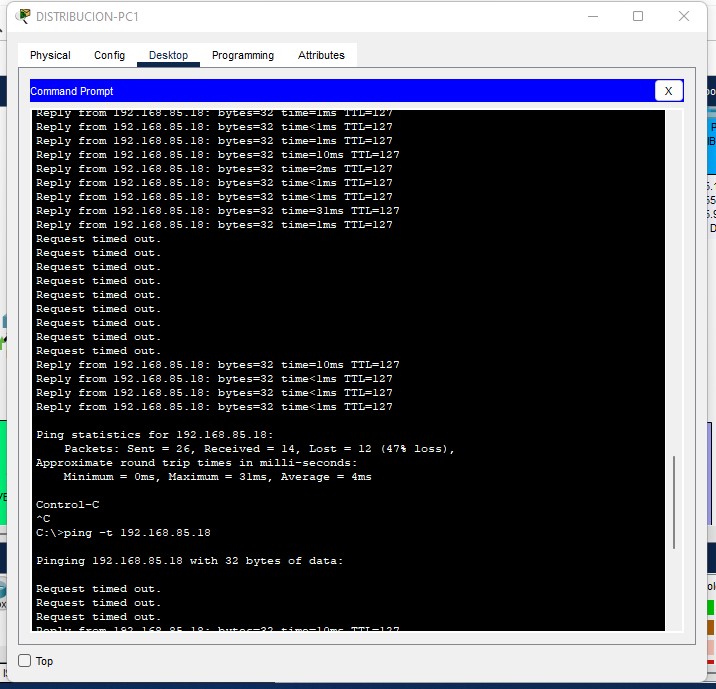 DISTRIBUCION-PC1
Physical Config Desktop Programming Attributes
Command Prompt X
Reply from 192.168.85.18: bytes=32 time=1ms TTL=127
Reply from 192.168.85.18: bytes=32 time<1ms TTL=127
Reply from 192.168.85.18: bytes=32 time=1ms TTL=127
Reply from 192.168.85.18: bytes=32 time=10ms TTL=127
Reply from 192.168.85.18: bytes=32 time=2ms TTL=127
Reply from 192.168.85.18: bytes=32 time<1ms TTL=127
Reply from 192.168.85.18: bytes=32 time<1ms TTL=127
Reply from 192.168.85.18: bytes=32 time=31ms TTL=127
Reply from 192.168.85.18: bytes=32 time=1ms TTL=127
Request timed out.
Request timed out.
Request timed out.
Request timed out.
Request timed out.
Request timed out.
Request timed out.
Request timed out.
Request timed out.
Reply from 192.168.85.18: bytes=32 time=10ms TTL=127
Reply from 192.168.85.18: bytes=32 time<1ms TTL=127
Reply from 192.168.85.18: bytes=32 time<1ms TTL=127
Reply from 192.168.85.18: bytes=32 time<1ms TTL=127
Ping statistics for 192.168.85.18:
Packets: Sent = 26, Received = 14, Lost = 12 (47% loss),
Approximate round trip times in milli-seconds:
Minimum = 0ms, Maximum = 31ms, Average = 4ms
Control-C
^C
C:\>ping -t 192.168.85.18
Pinging 192.168.85.18 with 32 bytes of data:
Request timed out.
Request timed out.
Request timed out.
Reply from 192.168.85.18: bytes=32 time=10ms TTL=127
Top